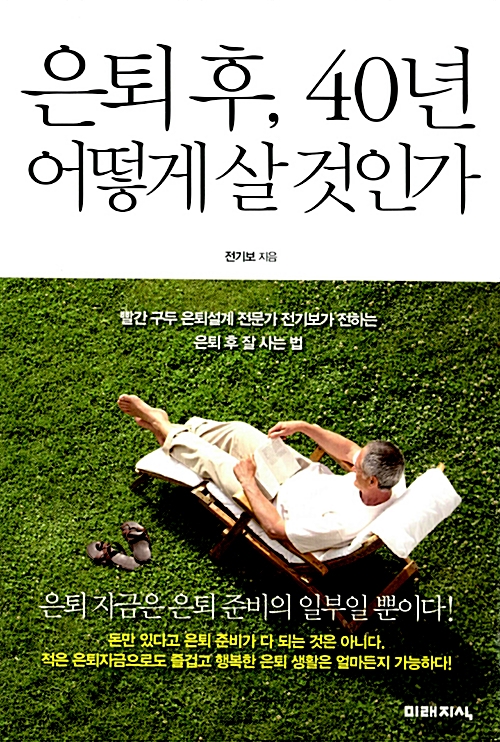 은퇴 후, 40년
어떻게 살 것인가
전기보 지음
빨간 구두 은퇴설계 전문가 전기보가 전하는
은퇴 후 잘 사는 법
은퇴 자금은 은퇴 준비의 일부일 뿐이다!
돈만 있다고 은퇴 준비가 다 되는 것은 아니다.
적은 은퇴자금으로도 즐겁고 행복한 은퇴 생활은 얼마든지 가능하다!
미래지식